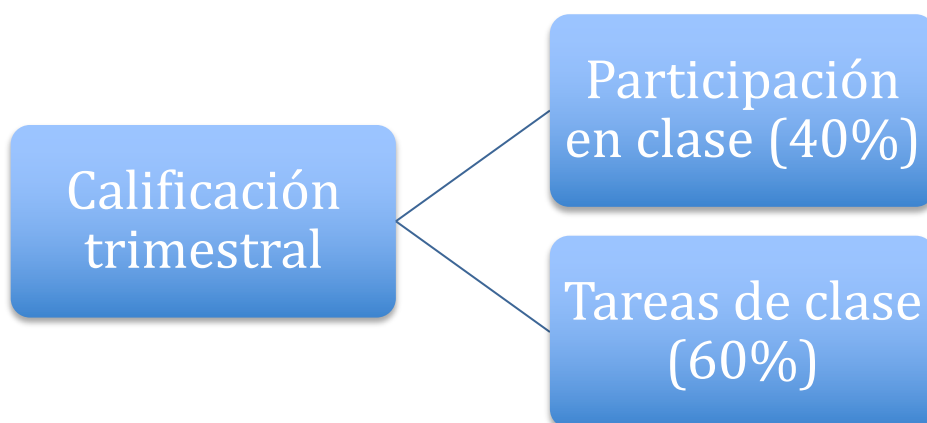 Calificación
trimestral
Participación
en clase (40%)
Tareas de clase
(60%)